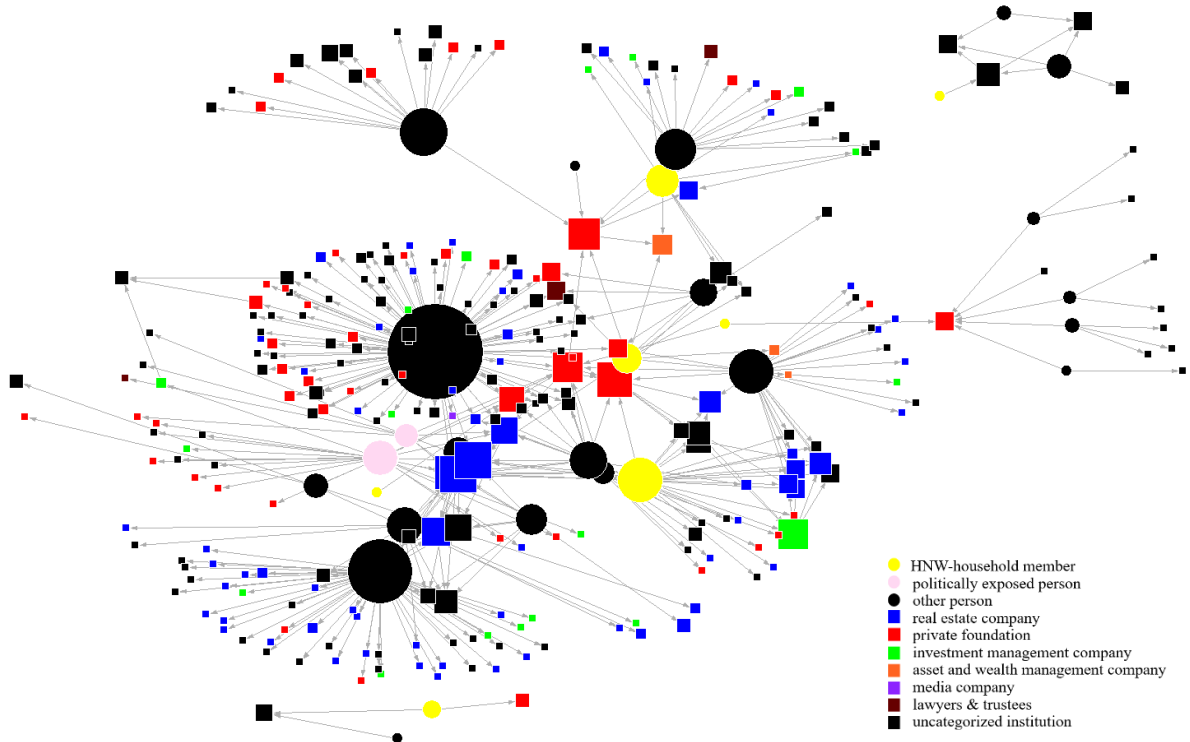 HNW-household member
politically exposed person
other person
real estate company
private foundation
investment management company
asset and wealth management company
media company
lawyers & trustees
uncategorized institution